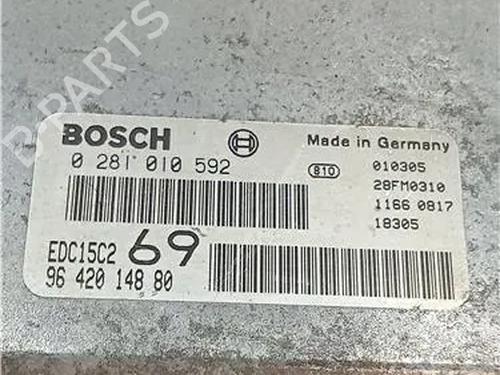 B-PARTS
BOSCH
Made in Germany
0 281 010 592
810
010305
28FM0310
1166 0817
18305
EDC15C2 69
96 420 148 80